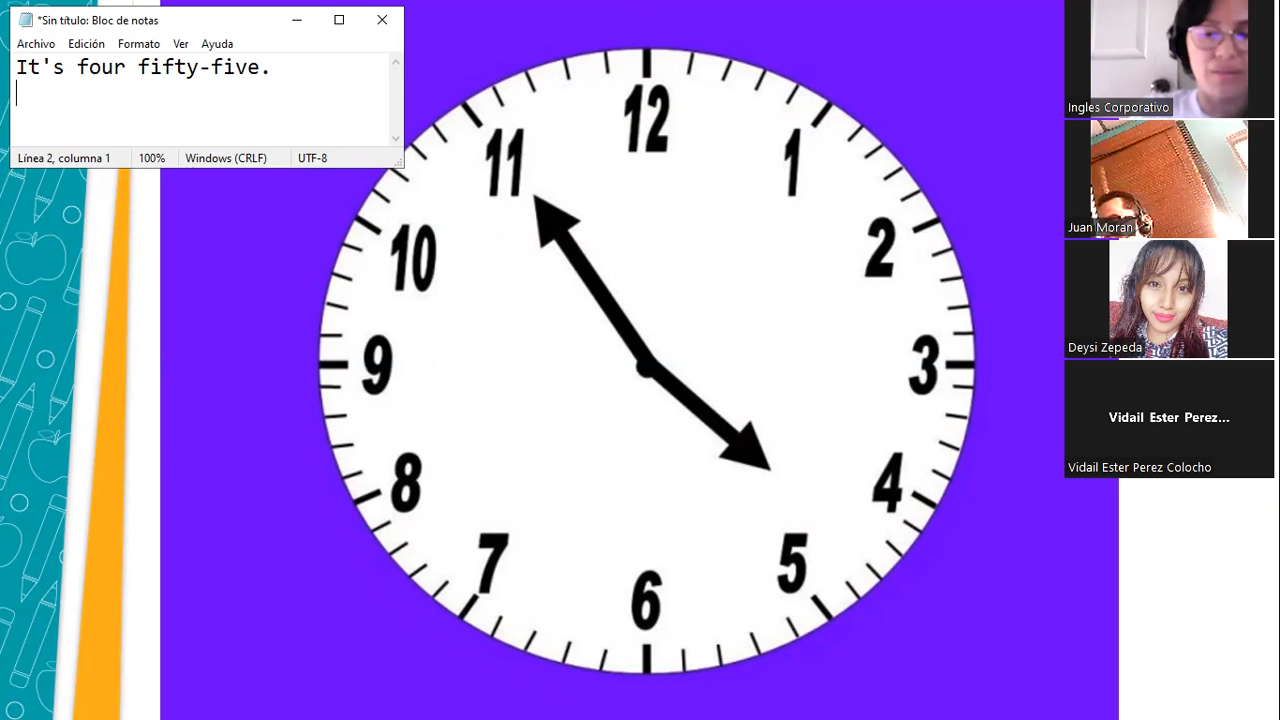 *Sin título: Bloc de notas
Archivo Edición Formato Ver Ayuda
It's four fifty-five.
Línea 2, columna 1 100% Windows (CRLF) UTF-8
12
1
2
3
4
5
6
7
8
9
10
11
Ingles Corporativo
Juan Moran
Deysi Zepeda
Vidail Ester Perez...
Vidail Ester Perez Colocho